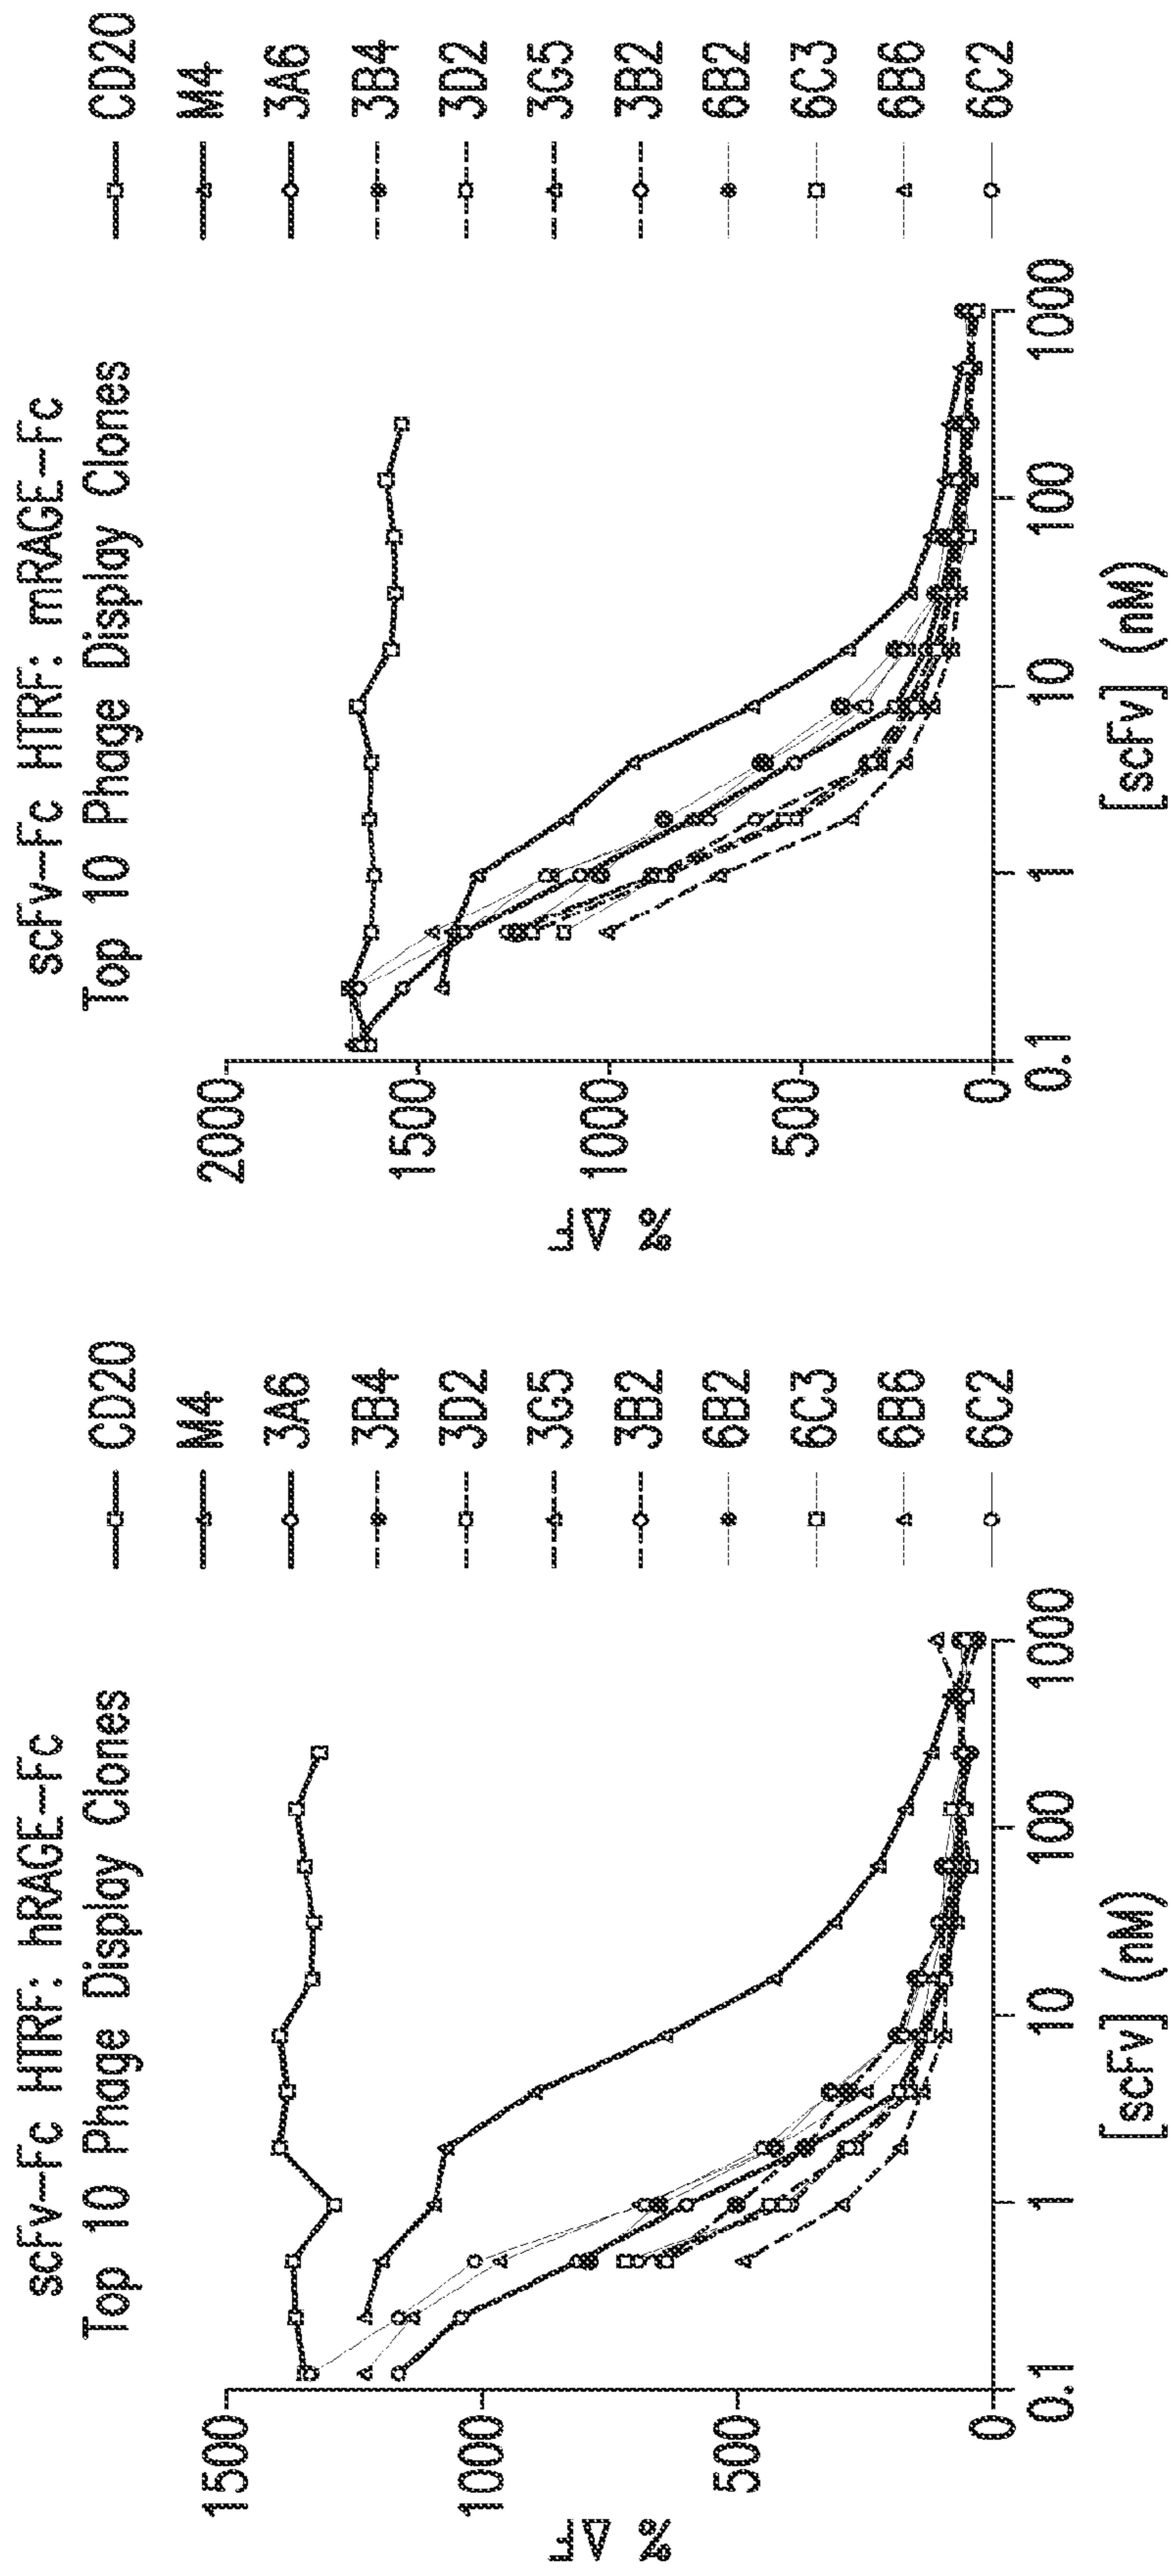 scFv-Fc HTRF: hRAGE-Fc
Top 10 Phage Display Clones
% ΔF
1500
1000
500
0
0.1
1
10
100
1000
[scFv] (nM)
CD20
M4
3A6
3B4
3D2
3G5
3B2
6B2
6C3
6B6
6C2
scFv-Fc HTRF: mRAGE-Fc
Top 10 Phage Display Clones
% ΔF
2000
1500
1000
500
0
0.1
1
10
100
1000
[scFv] (nM)
CD20
M4
3A6
3B4
3D2
3G5
3B2
6B2
6C3
6B6
6C2